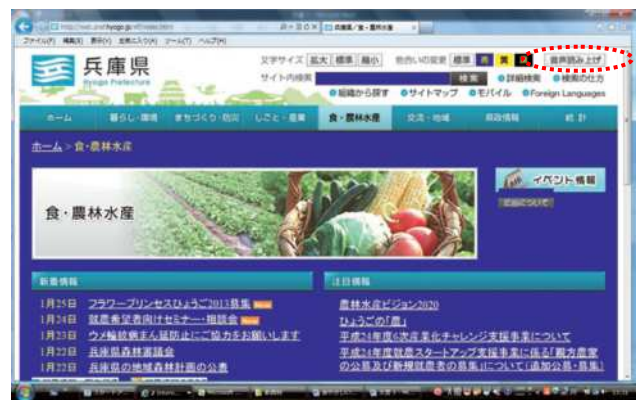 兵庫県
Hyogo Prefecture
文字サイズ 拡大 標準 縮小 色合いの変更 標準 青 黄 黒 音声読み上げ
サイト内検索 検索 詳細検索 検索の仕方
組織から探す サイトマップ モバイル Foreign Languages
ホーム 暮らし・環境 まちづくり・防災 しごと・産業 食・農林水産 交流・地域 県政情報 統計
ホーム > 食・農林水産
食・農林水産
イベント情報
広告について
新着情報
1月25日 フラワープリンセスひょうご2013募集
1月24日 就農希望者向けセミナー・相談会
1月23日 ウメ輪紋病まん延防止にご協力をお願いします
1月22日 兵庫県森林審議会
1月22日 兵庫県の地域森林計画の公表
注目情報
農林水産ビジョン2020
ひょうごの「農」
平成24年度6次産業化チャレンジ支援事業について
平成24年度就農スタートアップ支援事業に係る「親方農家
の公募及び新規就農者の募集」について(追加公募・募集)